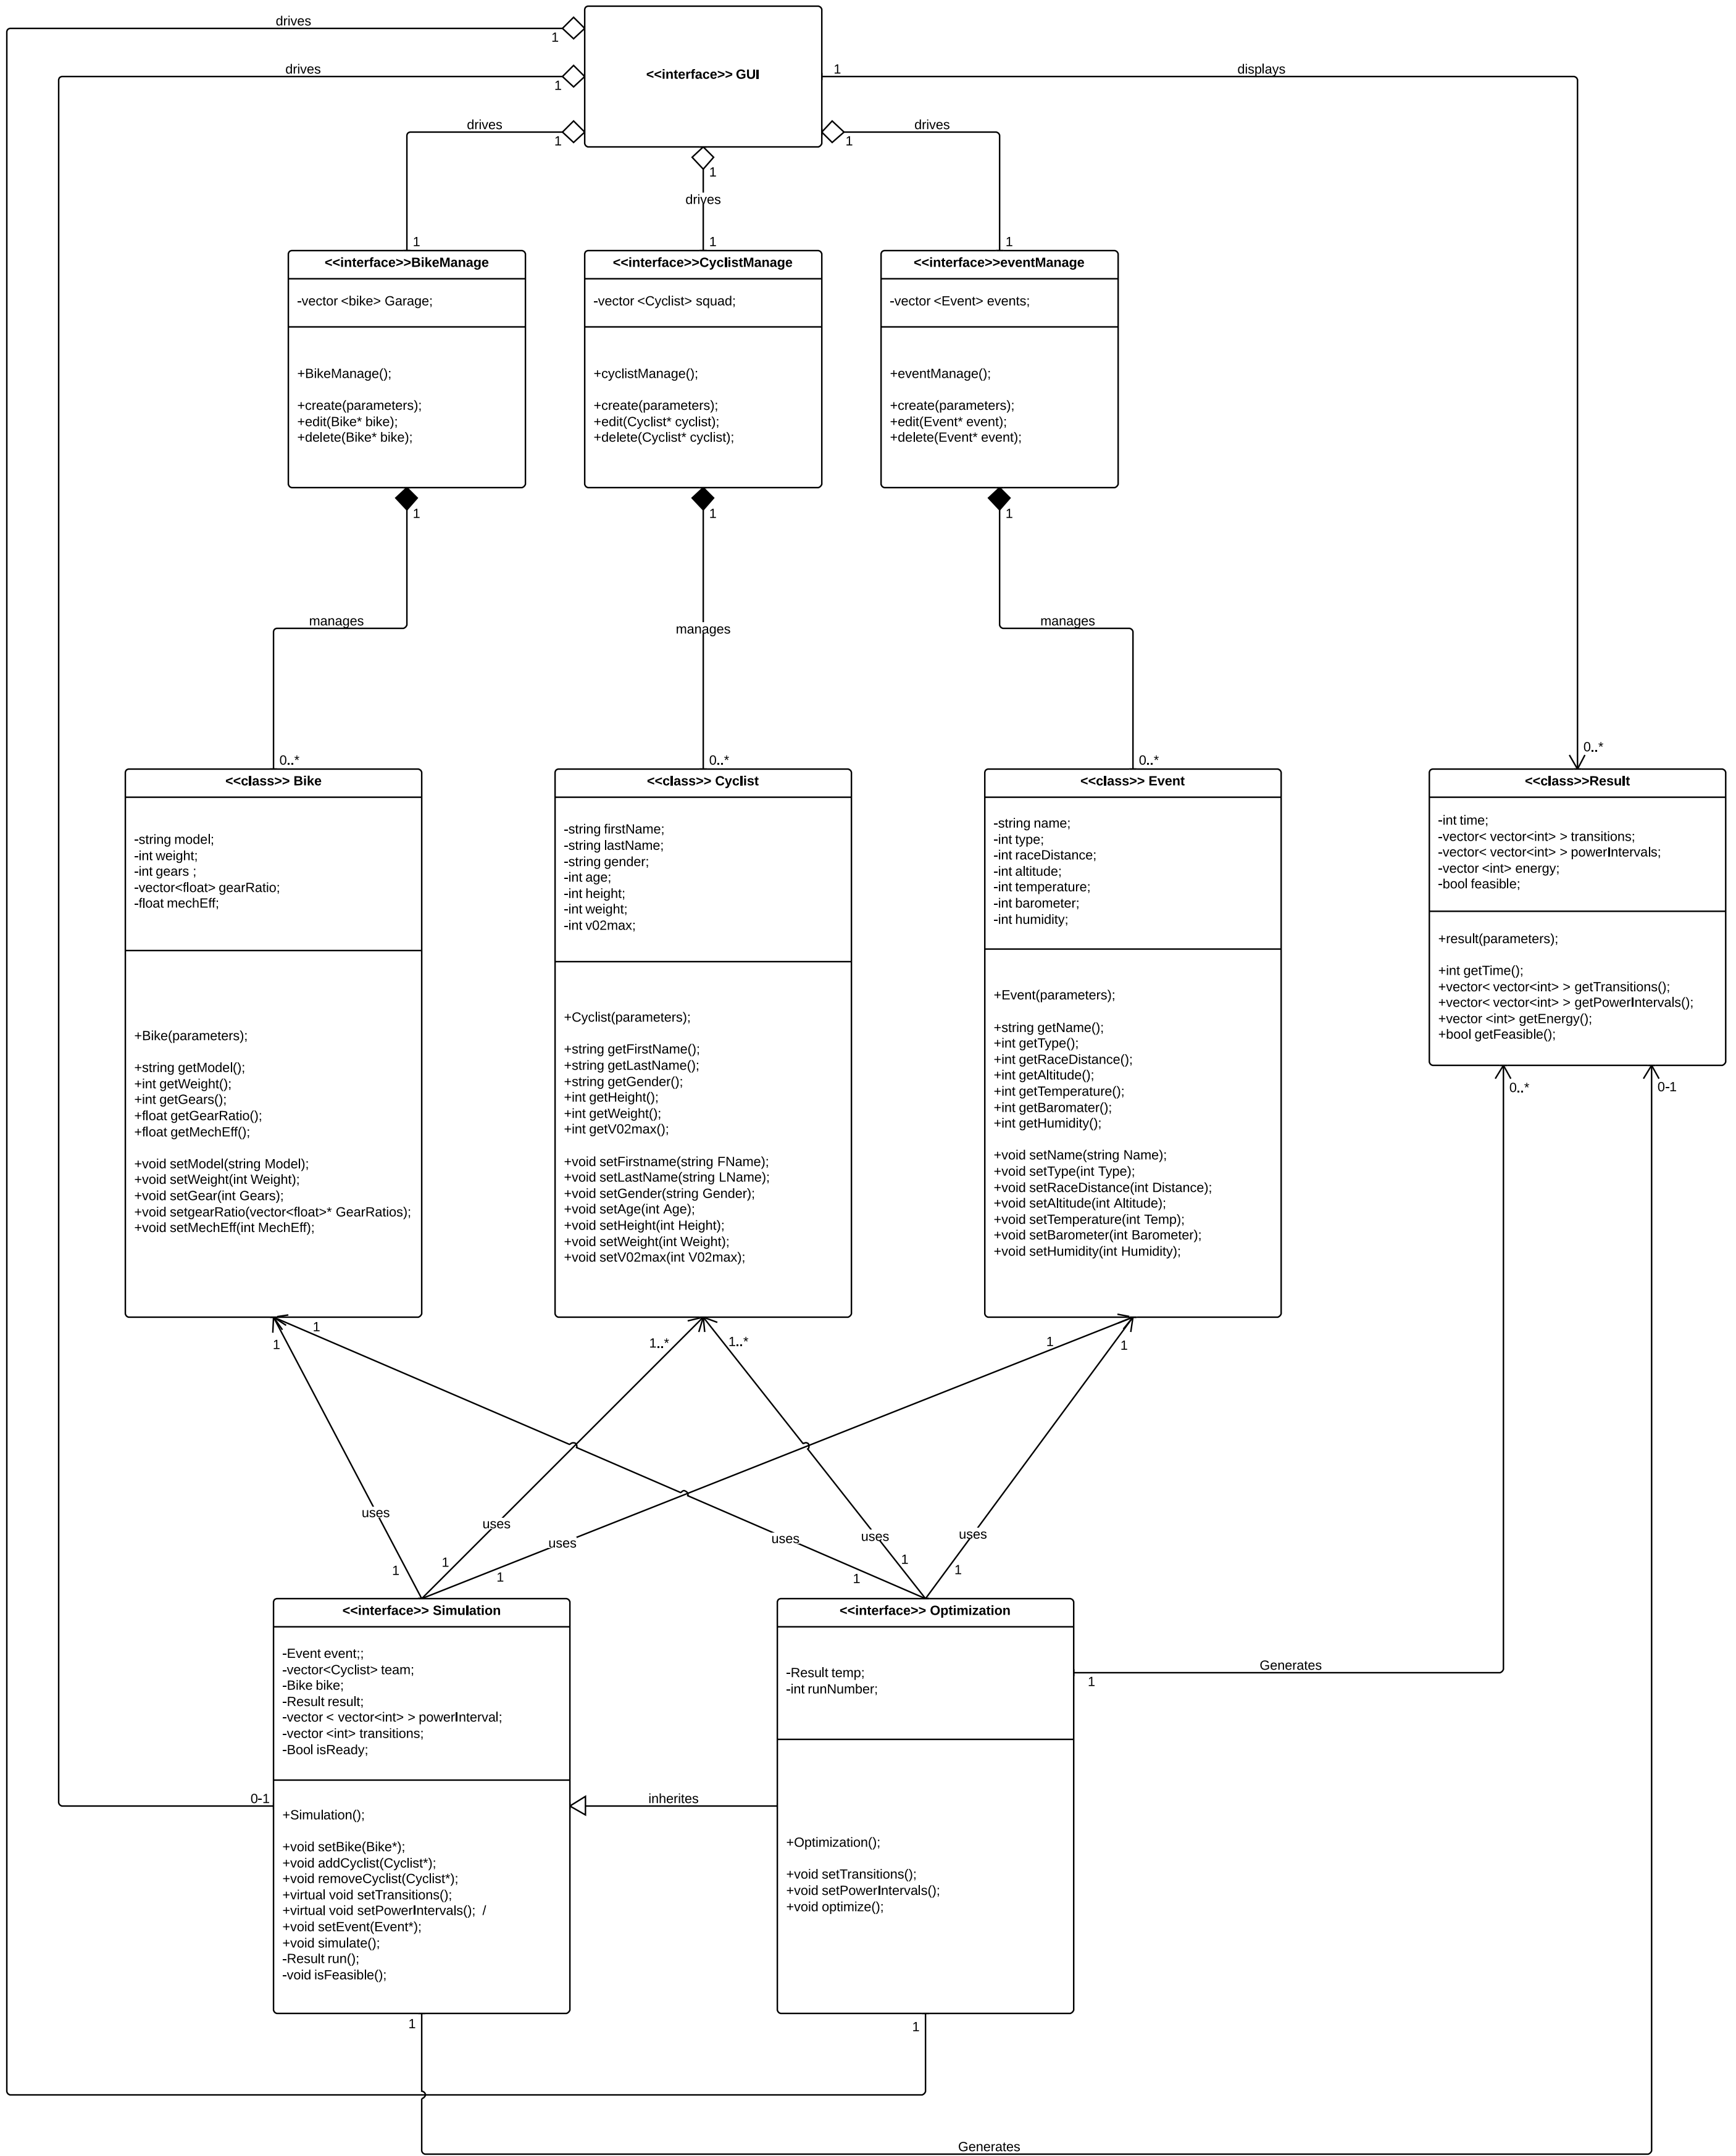 drives
1
drives
1
<<interface>> GUI
1
displays
drives
1
drives
1
1
drives
1
1
1
<<interface>>BikeManage
-vector <bike> Garage;
+BikeManage();
+create(parameters);
+edit(Bike* bike);
+delete(Bike* bike);
1
<<interface>>CyclistManage
-vector <Cyclist> squad;
+cyclistManage();
+create(parameters);
+edit(Cyclist* cyclist);
+delete(Cyclist* cyclist);
1
<<interface>>eventManage
-vector <Event> events;
+eventManage();
+create(parameters);
+edit(Event* event);
+delete(Event* event);
1
manages
manages
manages
0..*
0..*
0..*
0..*
<<class>> Bike
-string model;
-int weight;
-int gears ;
-vector<float> gearRatio;
-float mechEff;
+Bike(parameters);
+string getModel();
+int getWeight();
+int getGears();
+float getGearRatio();
+float getMechEff();
+void setModel(string Model);
+void setWeight(int Weight);
+void setGear(int Gears);
+void setgearRatio(vector<float>* GearRatios);
+void setMechEff(int MechEff);
<<class>> Cyclist
-string firstName;
-string lastName;
-string gender;
-int age;
-int height;
-int weight;
-int v02max;
+Cyclist(parameters);
+string getFirstName();
+string getLastName();
+string getGender();
+int getHeight();
+int getWeight();
+int getV02max();
+void setFirstname(string FName);
+void setLastName(string LName);
+void setGender(string Gender);
+void setAge(int Age);
+void setHeight(int Height);
+void setWeight(int Weight);
+void setV02max(int V02max);
<<class>> Event
-string name;
-int type;
-int raceDistance;
-int altitude;
-int temperature;
-int barometer;
-int humidity;
+Event(parameters);
+string getName();
+int getType();
+int getRaceDistance();
+int getAltitude();
+int getTemperature();
+int getBaromater();
+int getHumidity();
+void setName(string Name);
+void setType(int Type);
+void setRaceDistance(int Distance);
+void setAltitude(int Altitude);
+void setTemperature(int Temp);
+void setBarometer(int Barometer);
+void setHumidity(int Humidity);
<<class>>Result
-int time;
-vector< vector<int> > transitions;
-vector< vector<int> > powerIntervals;
-vector <int> energy;
-bool feasible;
+result(parameters);
+int getTime();
+vector< vector<int> > getTransitions();
+vector< vector<int> > getPowerIntervals();
+vector <int> getEnergy();
+bool getFeasible();
0..*
0-1
1
1
1..*
1..*
1
1
uses
uses
uses
uses
uses
uses
1
1
1
1
1
1
<<interface>> Simulation
-Event event;;
-vector<Cyclist> team;
-Bike bike;
-Result result;
-vector < vector<int> > powerInterval;
-vector <int> transitions;
-Bool isReady;
+Simulation();
+void setBike(Bike*);
+void addCyclist(Cyclist*);
+void removeCyclist(Cyclist*);
+virtual void setTransitions();
+virtual void setPowerIntervals();  /
+void setEvent(Event*);
+void simulate();
-Result run();
-void isFeasible();
0-1
inherites
<<interface>> Optimization
-Result temp;
-int runNumber;
+Optimization();
+void setTransitions();
+void setPowerIntervals();
+void optimize();
Generates
1
1
1
Generates